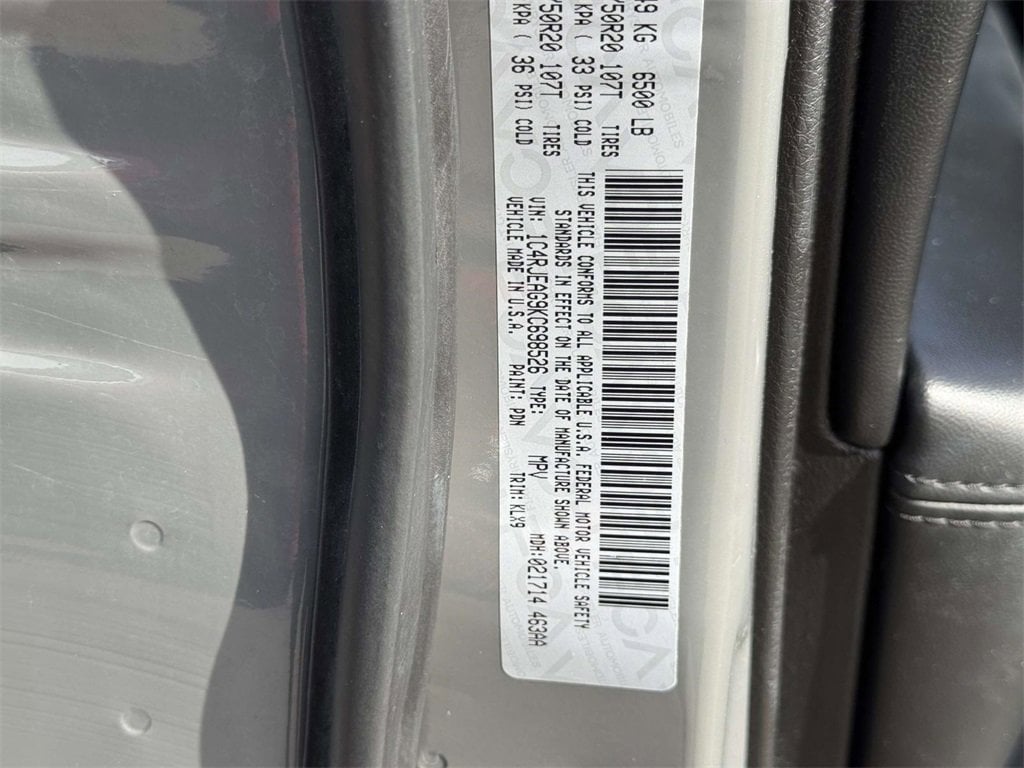 49 KG 6500 LB
50R20 107T TIRES
KPA ( 33 PSI) COLD
50R20 107T TIRES
KPA ( 36 PSI) COLD
THIS VEHICLE CONFORMS TO ALL APPLICABLE U.S.A. FEDERAL MOTOR VEHICLE SAFETY
STANDARDS IN EFFECT ON THE DATE OF MANUFACTURE SHOWN ABOVE.
VIN: 1C4RJEAG9KC698526 TYPE: MPV MDH:021714 463AA
VEHICLE MADE IN U.S.A. PAINT: PDN TRIM: KLX9